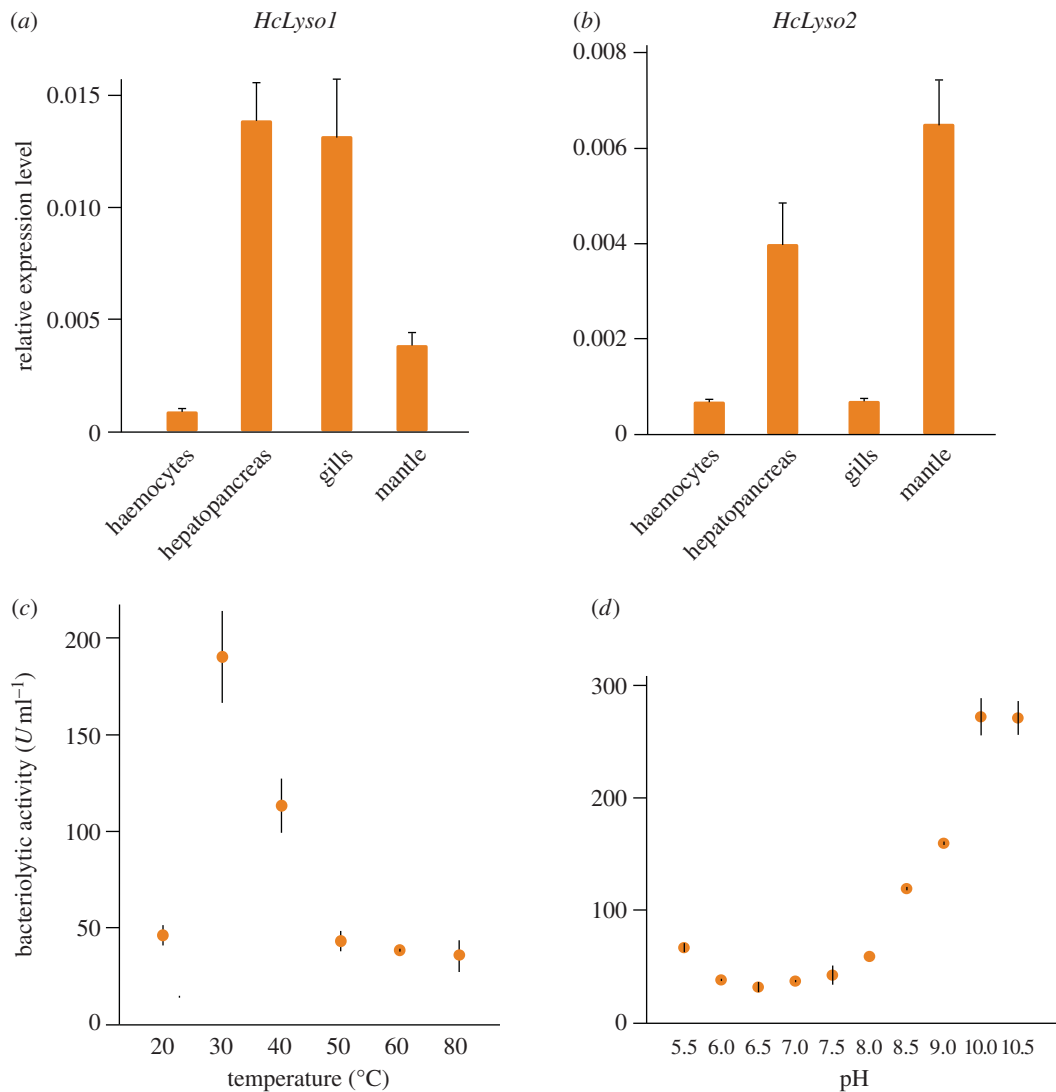 (a) HcLyso1
relative expression level
0.015
0.010
0.005
0
haemocytes
hepatopancreas
gills
mantle
(b) HcLyso2
0.008
0.006
0.004
0.002
0
haemocytes
hepatopancreas
gills
mantle
(c)
bacteriolytic activity (U ml⁻¹)
200
150
100
50
0
20 30 40 50 60 80
temperature (°C)
(d)
300
200
100
0
5.5 6.0 6.5 7.0 7.5 8.0 8.5 9.0 10.0 10.5
pH